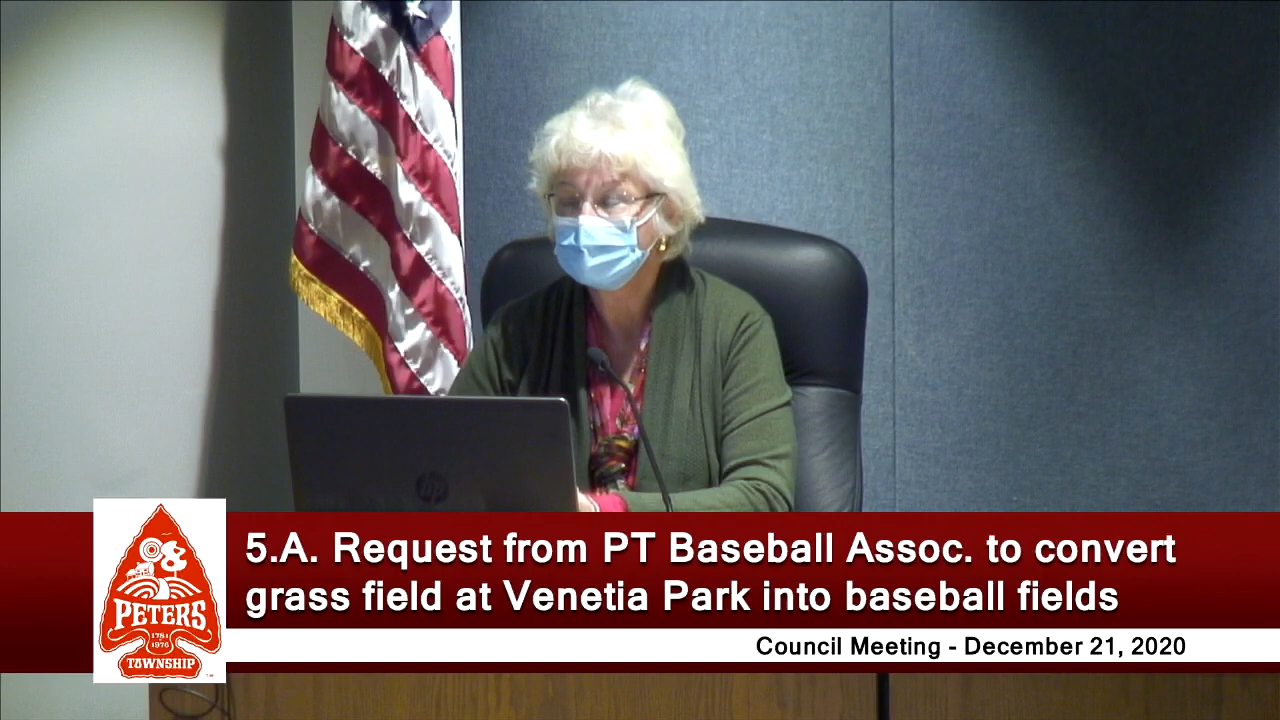 5.A. Request from PT Baseball Assoc. to convert
grass field at Venetia Park into baseball fields
Council Meeting - December 21, 2020
PETERS
1781
1976
TOWNSHIP
hp